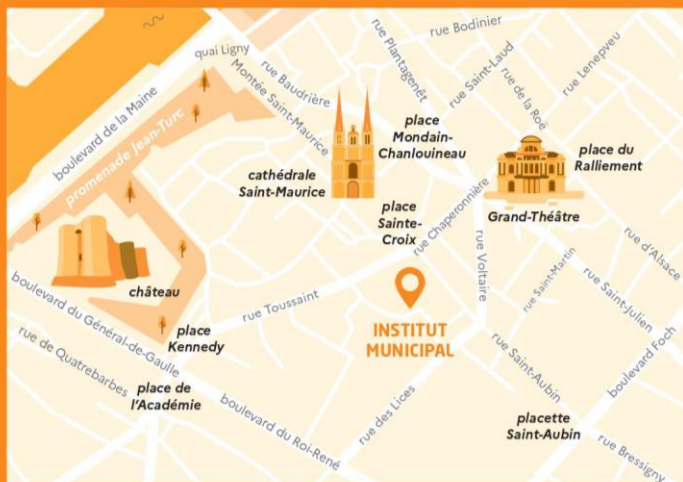 quai Ligny
rue Bodinier
rue Plantagenêt
rue Baudrière
rue Saint-Laud
rue de la Roë
rue Lenepveu
Montée Saint-Maurice
boulevard de la Maine
promenade Jean-Turc
place
Mondain-
Chanlouineau
place du
Ralliement
cathédrale
Saint-Maurice
place
Sainte-
Croix
rue Chaperonnière
Grand-Théâtre
rue Voltaire
rue Saint-Martin
rue d'Alsace
rue Saint-Julien
château
boulevard du Général-de-Gaulle
rue Toussaint
INSTITUT
MUNICIPAL
place
Kennedy
rue de Quatrebarbes
place de
l'Académie
rue Saint-Aubin
boulevard Foch
boulevard du Roi-René
rue des Lices
placette
Saint-Aubin
rue Bressigny